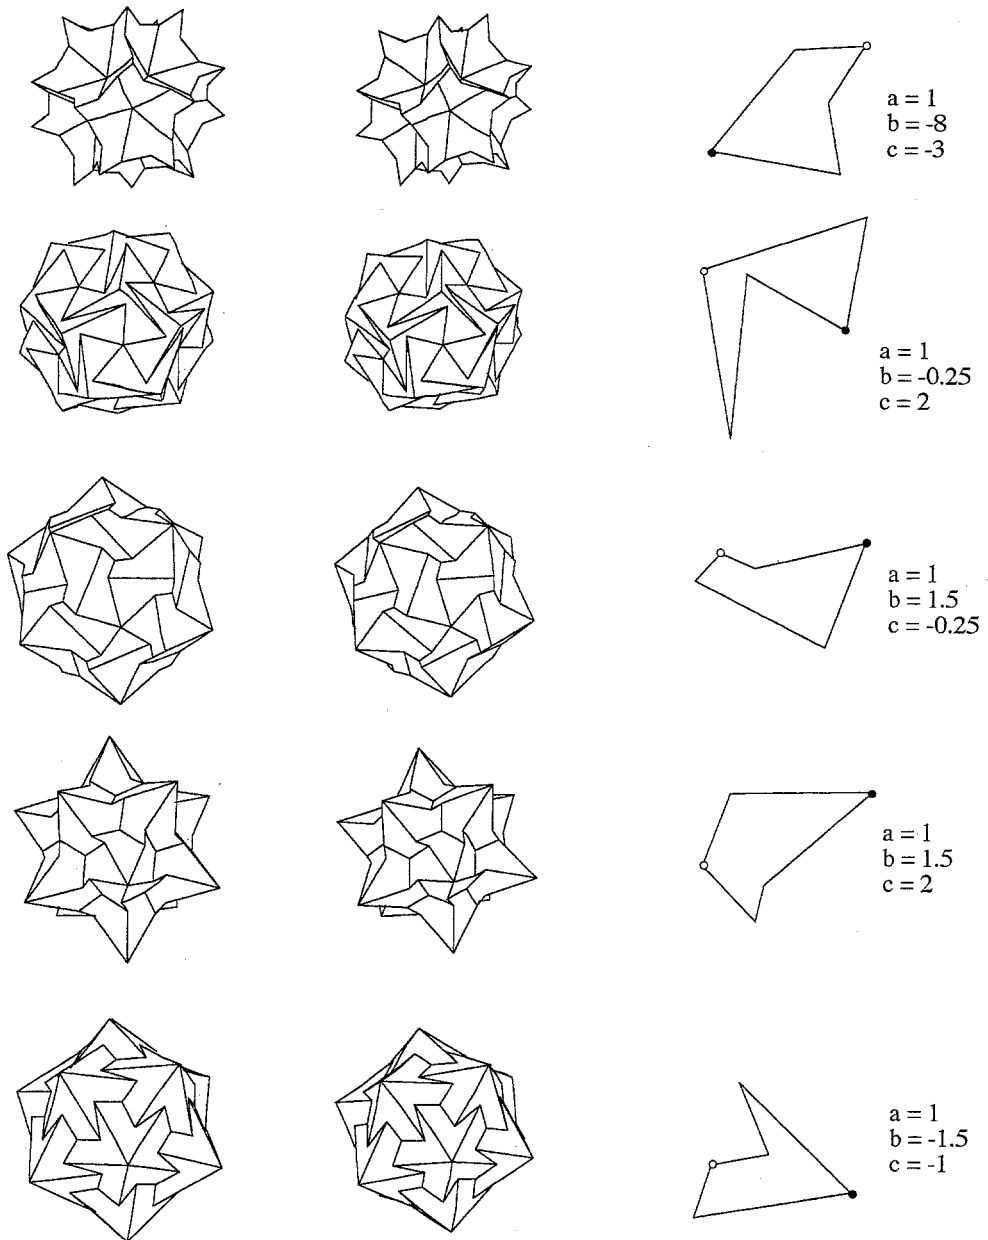 a = 1
b = -8
c = -3
a = 1
b = -0.25
c = 2
a = 1
b = 1.5
c = -0.25
a = 1
b = 1.5
c = 2
a = 1
b = -1.5
c = -1